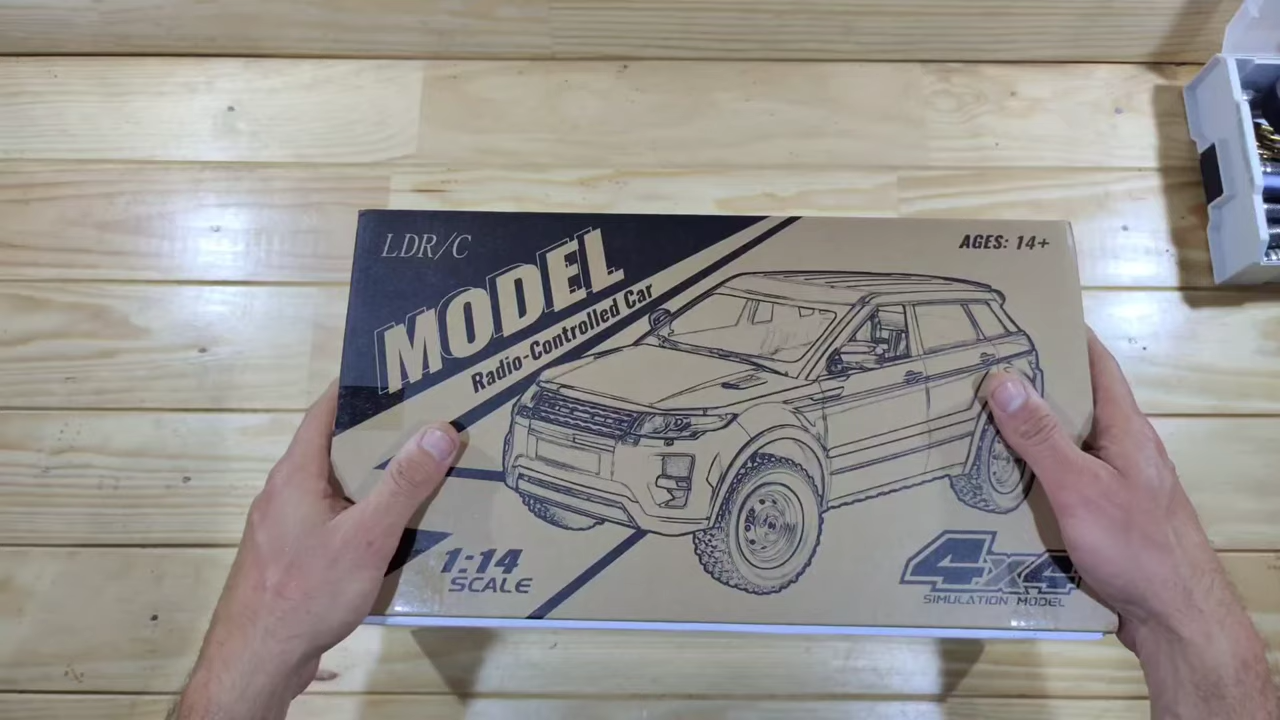 LDR/C
AGES: 14+
MODEL
Radio-Controlled Car
1:14
SCALE
4x4
SIMULATION MODEL